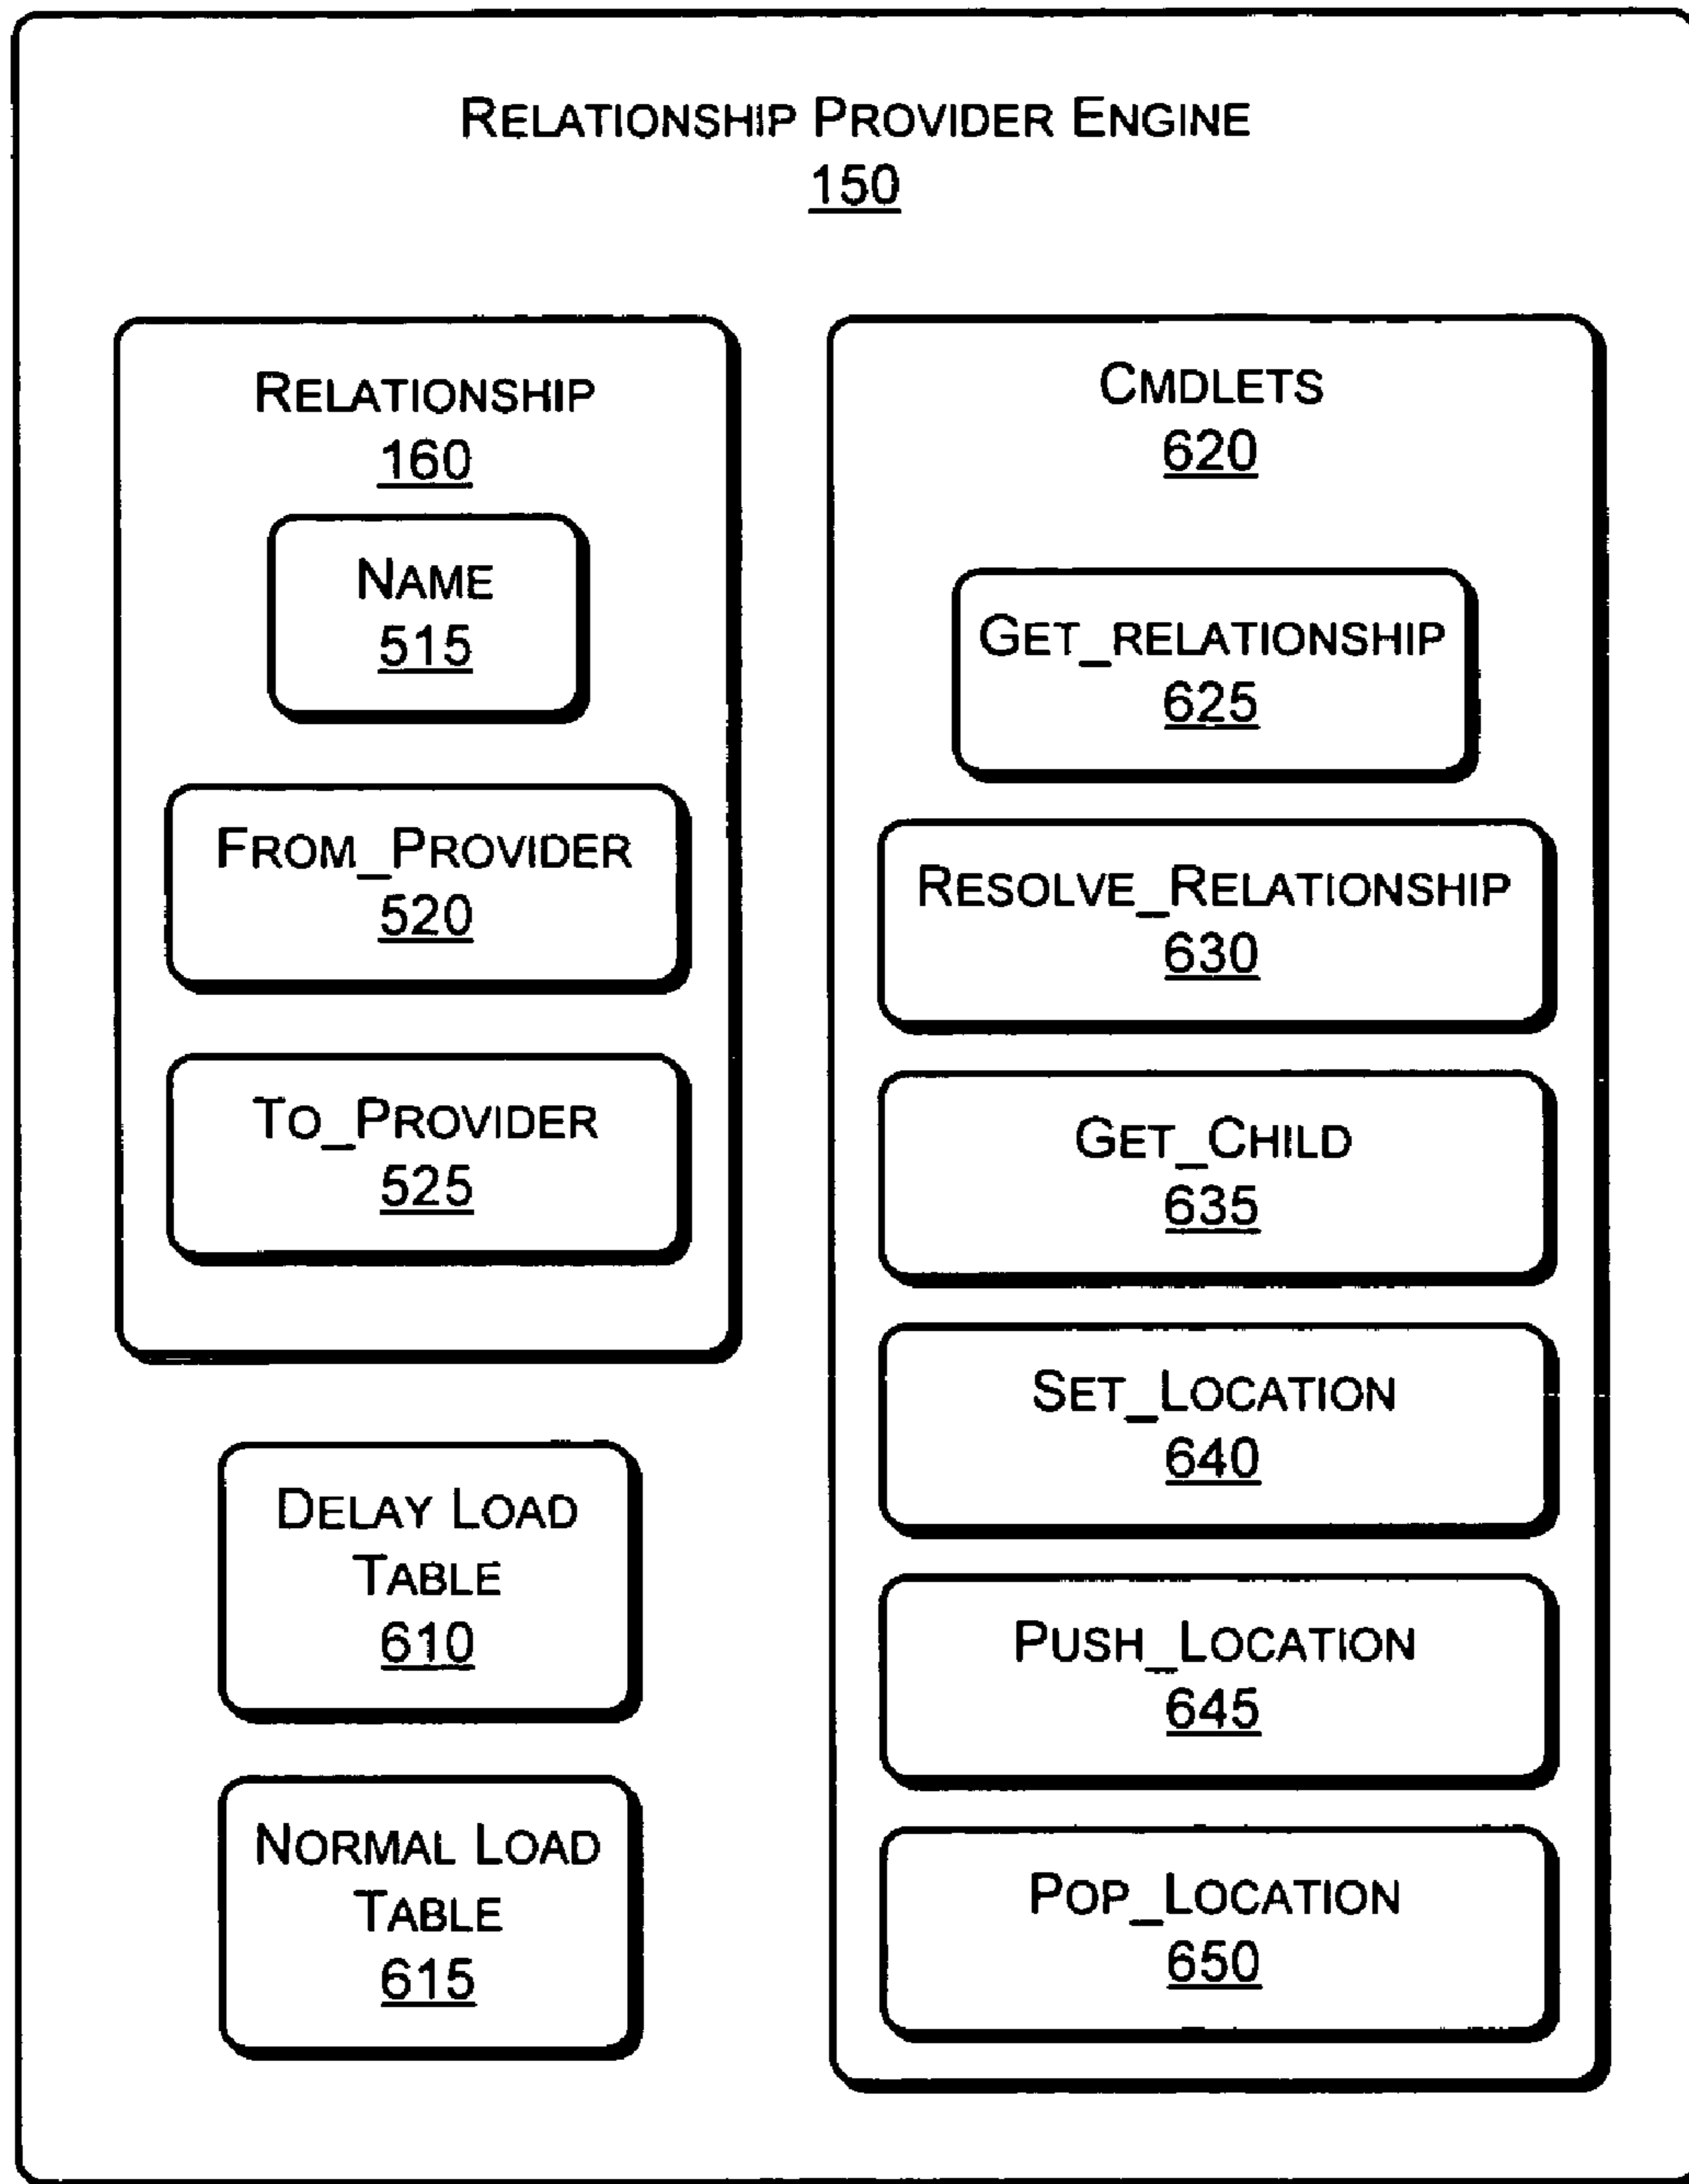 RELATIONSHIP PROVIDER ENGINE
150
RELATIONSHIP
160
NAME
515
FROM_PROVIDER
520
TO_PROVIDER
525
DELAY LOAD
TABLE
610
NORMAL LOAD
TABLE
615
CMDLETS
620
GET_RELATIONSHIP
625
RESOLVE_RELATIONSHIP
630
GET_CHILD
635
SET_LOCATION
640
PUSH_LOCATION
645
POP_LOCATION
650